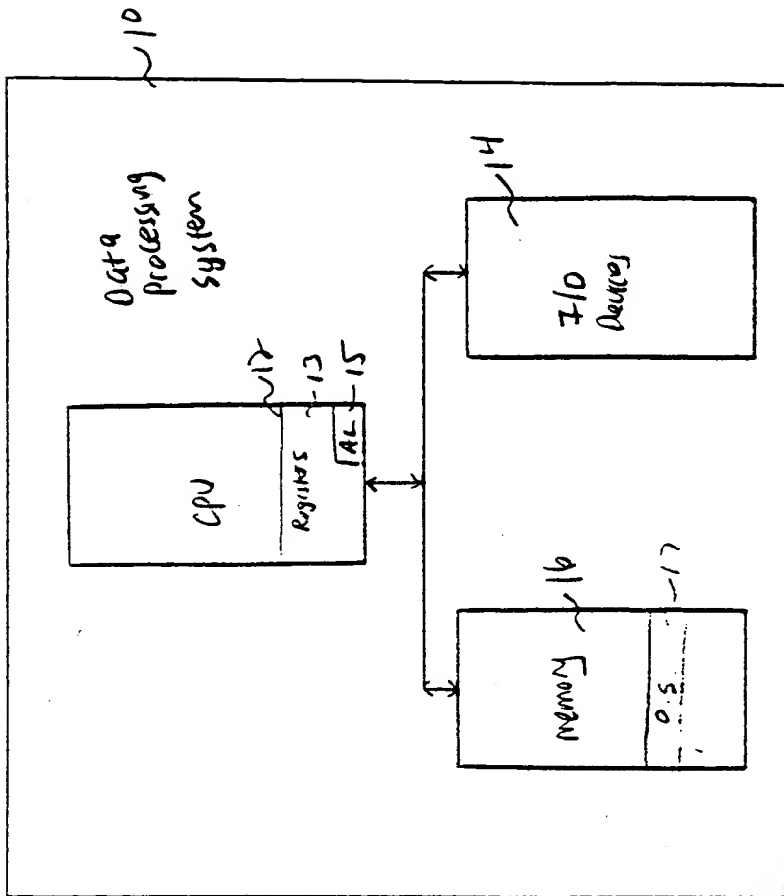 10
Data
Processing
System
CPU
12
Registers
13
AL
15
I/O
Devices
14
Memory
16
O.S
17